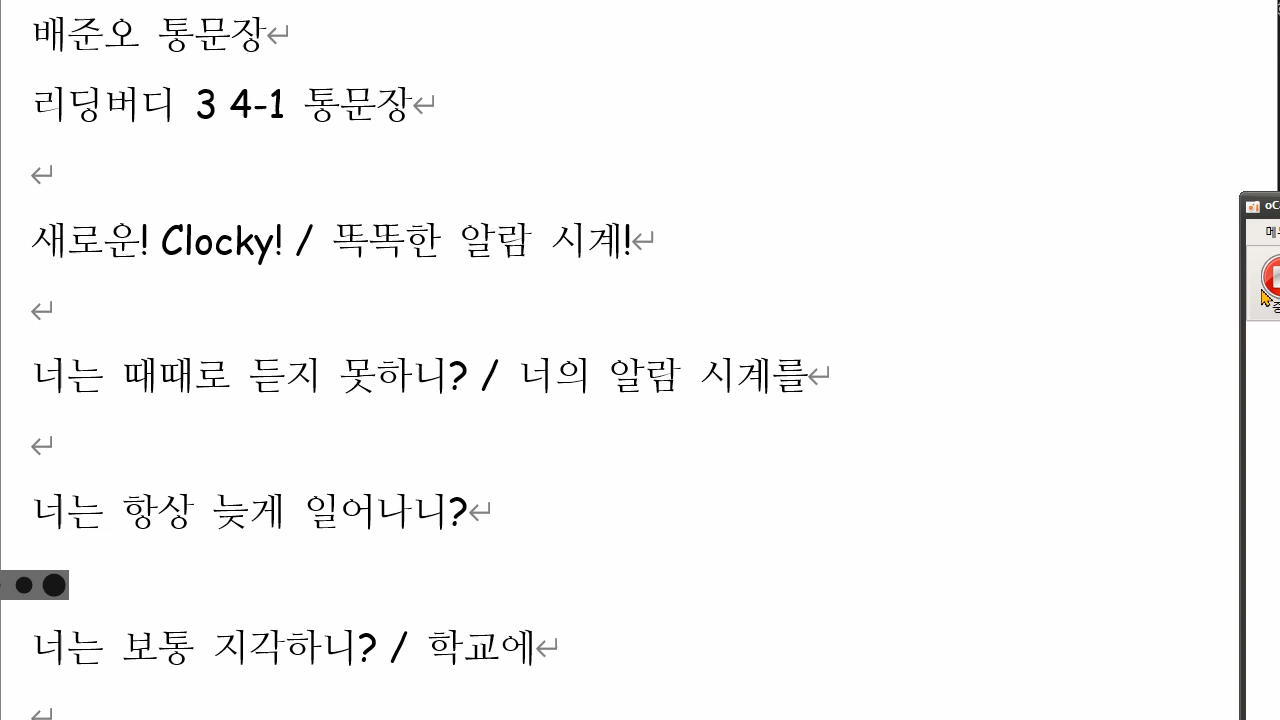 배준오 통문장
리딩버디 3 4-1 통문장
새로운! Clocky! / 똑똑한 알람 시계!
너는 때때로 듣지 못하니? / 너의 알람 시계를
너는 항상 늦게 일어나니?
너는 보통 지각하니? / 학교에